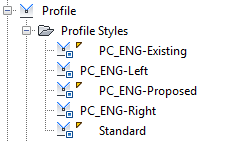 Profile
Profile Styles
PC_ENG-Existing
PC_ENG-Left
PC_ENG-Proposed
PC_ENG-Right
Standard